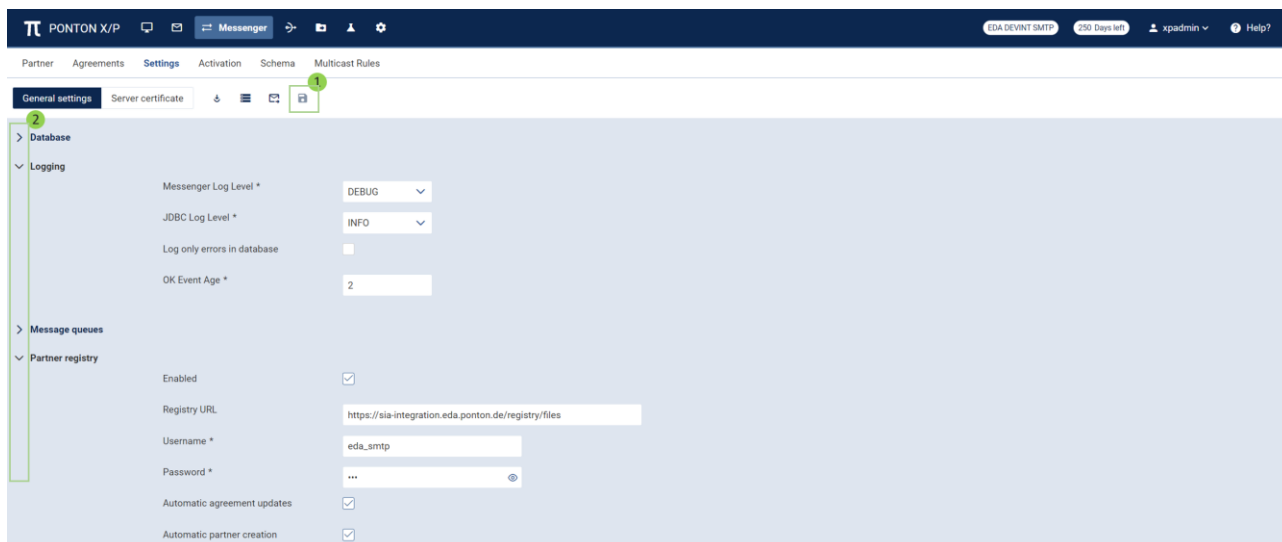 PONTON X/P Messenger EDA DEVINT SMTP 250 Days left xpadmin Help?
Partner Agreements Settings Activation Schema Multicast Rules
1
General settings Server certificate
2
Database
Logging
Messenger Log Level * DEBUG
JDBC Log Level * INFO
Log only errors in database
OK Event Age * 2
Message queues
Partner registry
Enabled
Registry URL https://sia-integration.eda.ponton.de/registry/files
Username * eda_smtp
Password * •••
Automatic agreement updates
Automatic partner creation